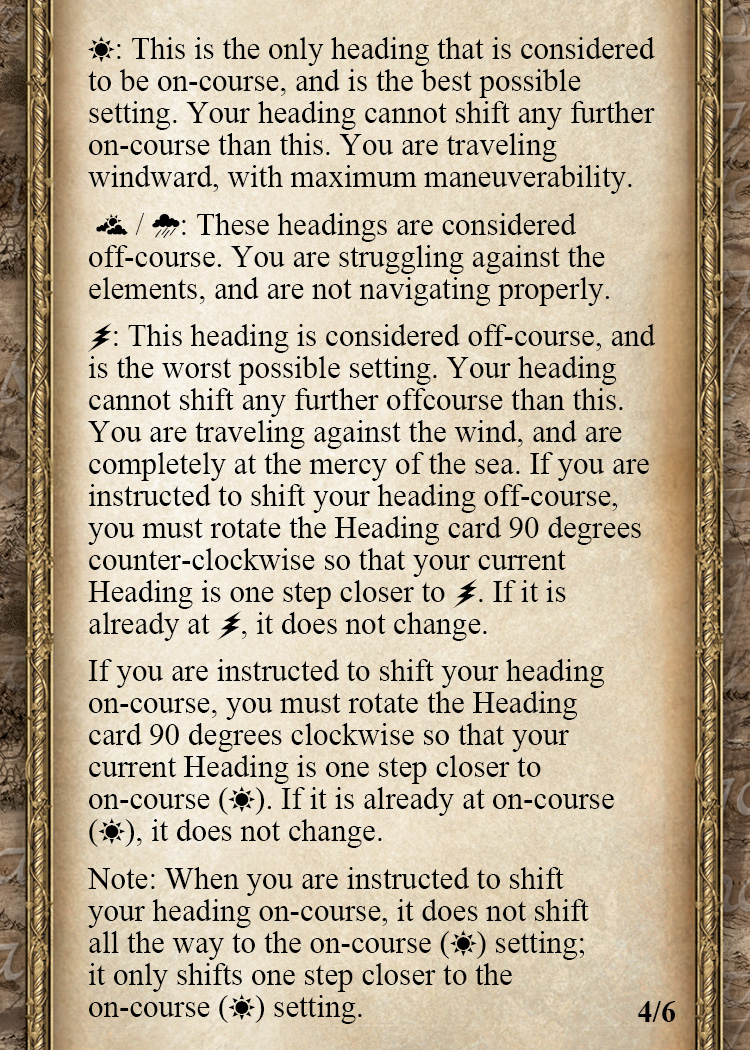 ☀: This is the only heading that is considered
to be on-course, and is the best possible
setting. Your heading cannot shift any further
on-course than this. You are traveling
windward, with maximum maneuverability.
/ : These headings are considered
off-course. You are struggling against the
elements, and are not navigating properly.
: This heading is considered off-course, and
is the worst possible setting. Your heading
cannot shift any further offcourse than this.
You are traveling against the wind, and are
completely at the mercy of the sea. If you are
instructed to shift your heading off-course,
you must rotate the Heading card 90 degrees
counter-clockwise so that your current
Heading is one step closer to . If it is
already at , it does not change.
If you are instructed to shift your heading
on-course, you must rotate the Heading
card 90 degrees clockwise so that your
current Heading is one step closer to
on-course (☀). If it is already at on-course
(☀), it does not change.
Note: When you are instructed to shift
your heading on-course, it does not shift
all the way to the on-course (☀) setting;
it only shifts one step closer to the
on-course (☀) setting.
4/6